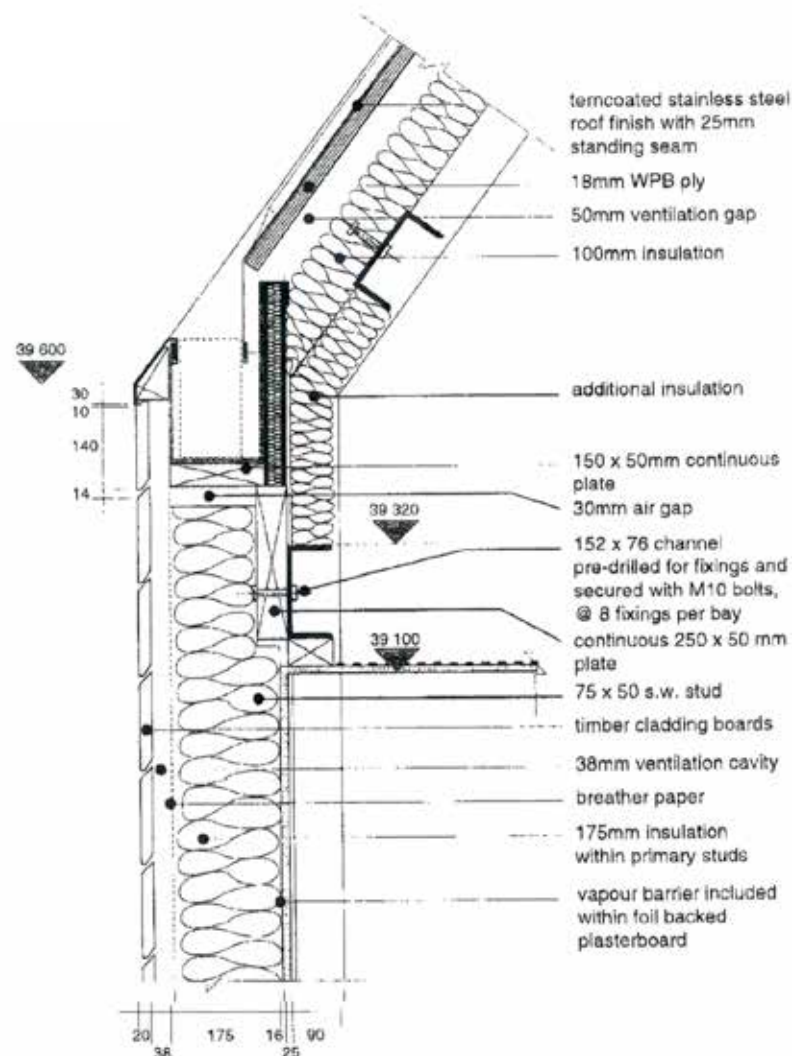 terncoated stainless steel
roof finish with 25mm
standing seam
18mm WPB ply
50mm ventilation gap
100mm insulation
39 600
30
10
140
14
additional insulation
150 x 50mm continuous
plate
30mm air gap
39 320
152 x 76 channel
pre-drilled for fixings and
secured with M10 bolts,
@ 8 fixings per bay
39 100
continuous 250 x 50 mm
plate
75 x 50 s.w. stud
timber cladding boards
38mm ventilation cavity
breather paper
175mm insulation
within primary studs
vapour barrier included
within foil backed
plasterboard
20
38
175
16
25
90